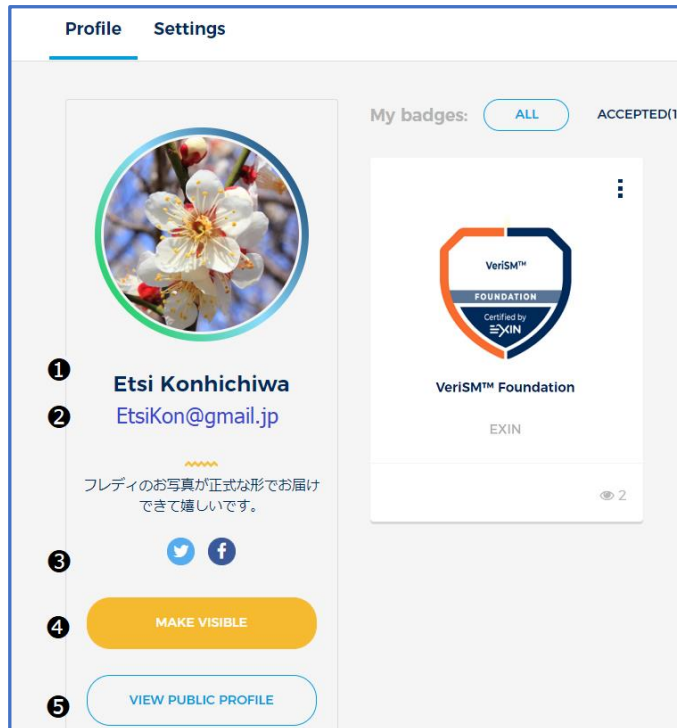 Profile Settings
My badges: ALL ACCEPTED(1
VeriSM™
FOUNDATION
Certified by
EXIN
❶
Etsi Konhichiwa
VeriSM™ Foundation
❷ EtsiKon@gmail.jp
EXIN
フレディのお写真が正式な形でお届け
できて嬉しいです。
2
❸
❹ MAKE VISIBLE
❺ VIEW PUBLIC PROFILE